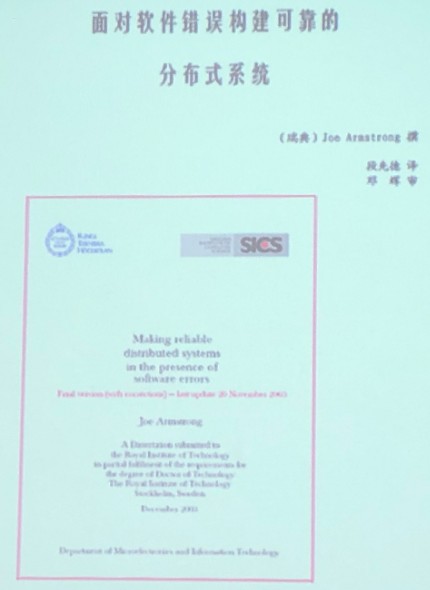 面对软件错误构建可靠的
分布式系统
（瑞典）Joe Armstrong 撰
段先德 译
邓 辉 审
SICS
Making reliable
distributed systems
in the presence of
software errors
Final version (with corrections) — last update 20 November 2003
Joe Armstrong
A Dissertation submitted to
the Royal Institute of Technology
in partial fulfilment of the requirements for
the degree of Doctor of Technology
The Royal Institute of Technology
Stockholm, Sweden
December 2003
Department of Microelectronics and Information Technology